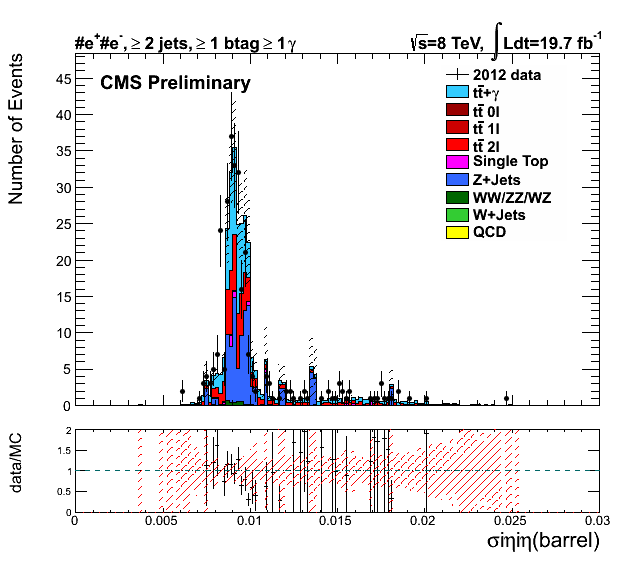 #e⁺#e⁻, ≥ 2 jets, ≥ 1 btag ≥ 1 γ
√s=8 TeV, ∫ Ldt=19.7 fb⁻¹
CMS Preliminary
Number of Events
45
40
35
30
25
20
15
10
5
0
2012 data
tt̄+γ
tt̄ 0l
tt̄ 1l
tt̄ 2l
Single Top
Z+Jets
WW/ZZ/WZ
W+Jets
QCD
data/MC
2
1.5
1
0.5
0
0 0.005 0.01 0.015 0.02 0.025 0.03
σiηiη(barrel)